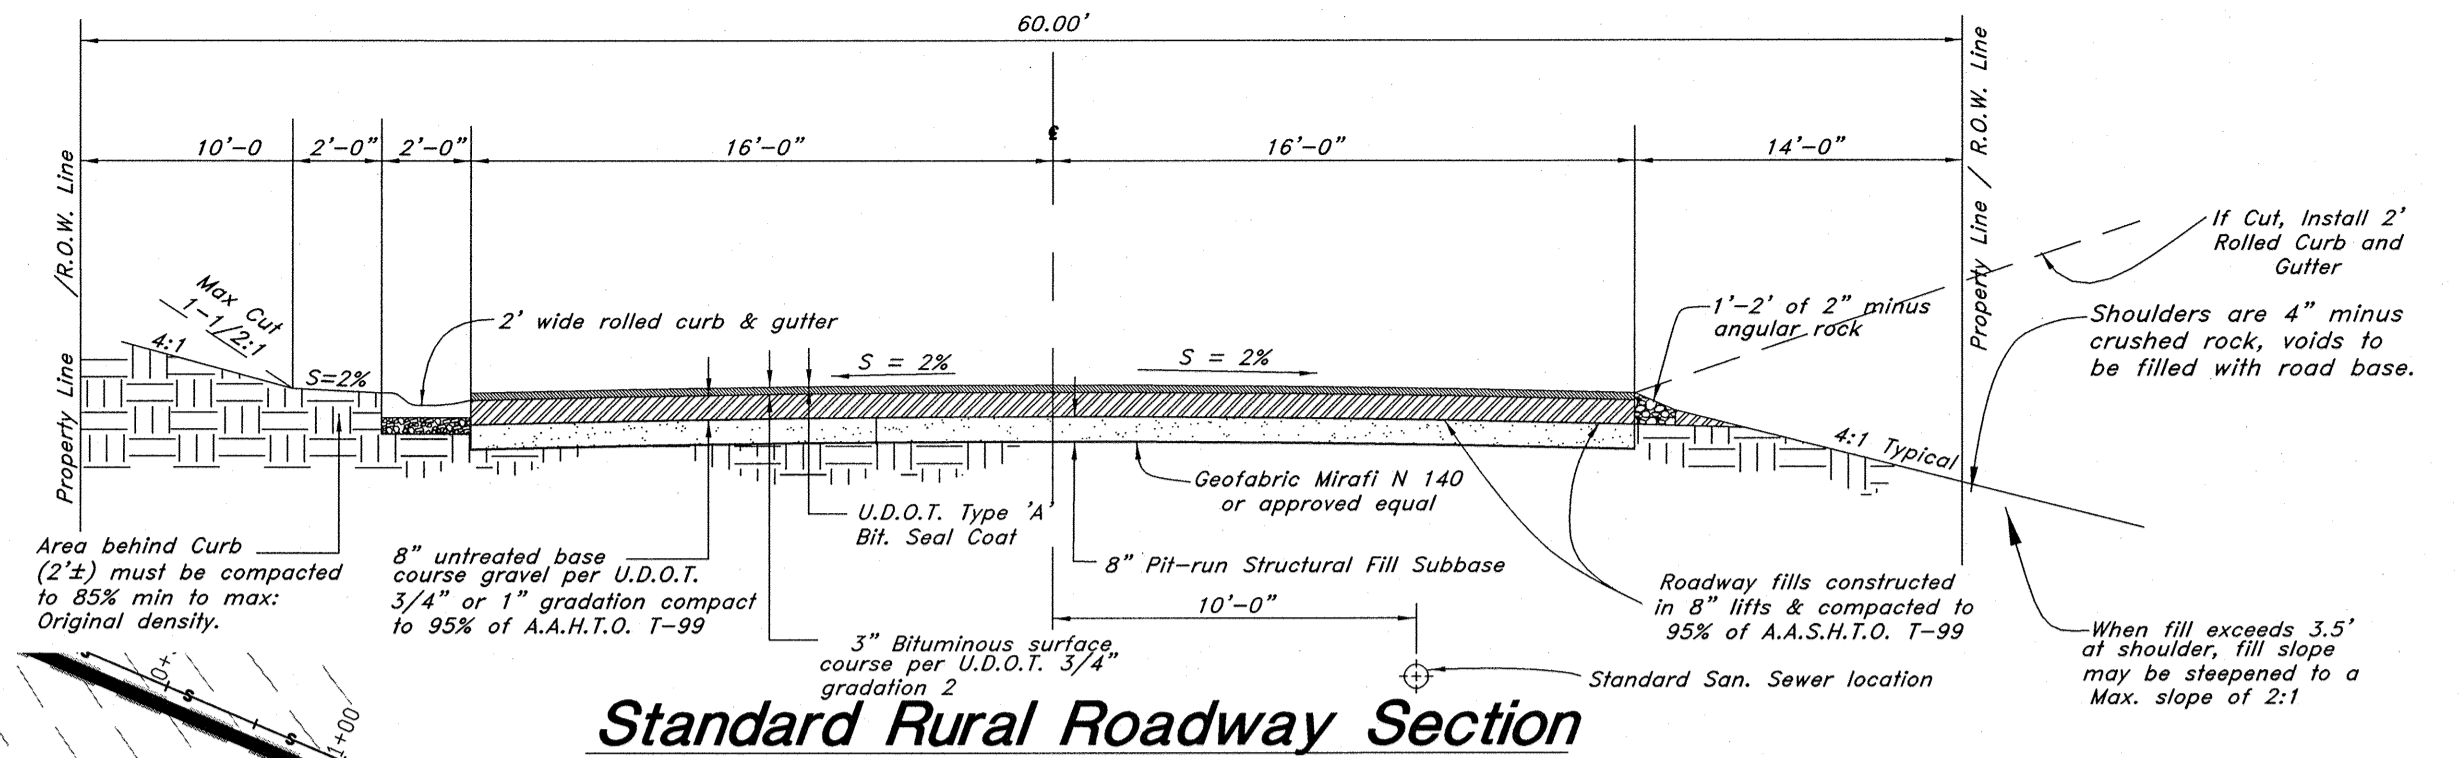 60.00'
10'-0
2'-0"
2'-0"
16'-0"
16'-0"
14'-0"
Property Line /R.O.W. Line
Property Line / R.O.W. Line
Max Cut
1-1/2:1
4:1
S=2%
2' wide rolled curb & gutter
S = 2%
S = 2%
1'-2' of 2" minus
angular rock
If Cut, Install 2'
Rolled Curb and
Gutter
Shoulders are 4" minus
crushed rock, voids to
be filled with road base.
4:1 Typical
Geofabric Mirafi N 140
or approved equal
U.D.O.T. Type 'A'
Bit. Seal Coat
8" Pit-run Structural Fill Subbase
10'-0"
Area behind Curb
(2'±) must be compacted
to 85% min to max:
Original density.
8" untreated base
course gravel per U.D.O.T.
3/4" or 1" gradation compact
to 95% of A.A.H.T.O. T-99
3" Bituminous surface
course per U.D.O.T. 3/4"
gradation 2
Roadway fills constructed
in 8" lifts & compacted to
95% of A.A.S.H.T.O. T-99
Standard San. Sewer location
When fill exceeds 3.5'
at shoulder, fill slope
may be steepened to a
Max. slope of 2:1
Standard Rural Roadway Section
S
S
1+00